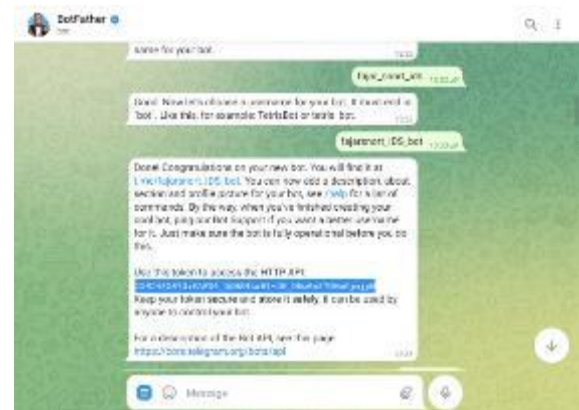 BotFather
bot
name for your bot.
fajar_snort_ids
Good. Now let's choose a username for your bot. It must end in
`bot`. Like this, for example: TetrisBot or tetris_bot.
fajarsnort_IDS_bot
Done! Congratulations on your new bot. You will find it at
t.me/fajarsnort_IDS_bot. You can now add a description, about
section and profile picture for your bot, see /help for a list of
commands. By the way, when you've finished creating your
cool bot, ping our Bot Support if you want a better username
for it. Just make sure the bot is fully operational before you do
this.
Use this token to access the HTTP API:
Keep your token secure and store it safely, it can be used by
anyone to control your bot.
For a description of the Bot API, see this page:
https://core.telegram.org/bots/api
Message